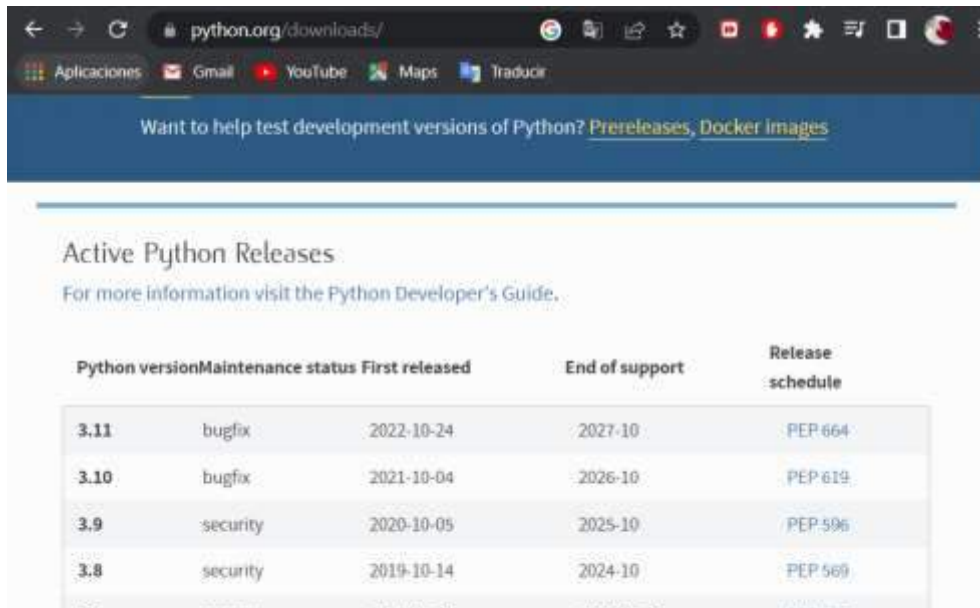 python.org/downloads/
Aplicaciones Gmail YouTube Maps Traducir
Want to help test development versions of Python? Prereleases, Docker images
Active Python Releases
For more information visit the Python Developer's Guide.
Python version Maintenance status First released End of support Release schedule
3.11 bugfix 2022-10-24 2027-10 PEP 664
3.10 bugfix 2021-10-04 2026-10 PEP 619
3.9 security 2020-10-05 2025-10 PEP 596
3.8 security 2019-10-14 2024-10 PEP 569